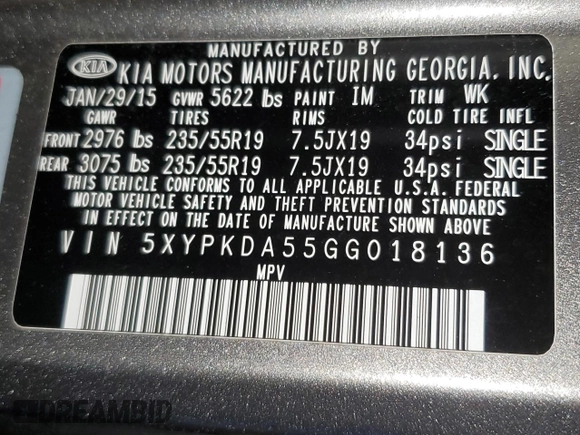 MANUFACTURED BY
KIA KIA MOTORS MANUFACTURING GEORGIA, INC.
JAN/29/15 GVWR 5622 lbs PAINT IM TRIM WK
GAWR TIRES RIMS COLD TIRE INFL
FRONT 2976 lbs 235/55R19 7.5JX19 34psi SINGLE
REAR 3075 lbs 235/55R19 7.5JX19 34psi SINGLE
THIS VEHICLE CONFORMS TO ALL APPLICABLE U.S.A. FEDERAL
MOTOR VEHICLE SAFETY AND THEFT PREVENTION STANDARDS
IN EFFECT ON THE DATE OF MANUFACTURE SHOWN ABOVE
VIN 5XYPKDA55GG018136
MPV
DREAMBID